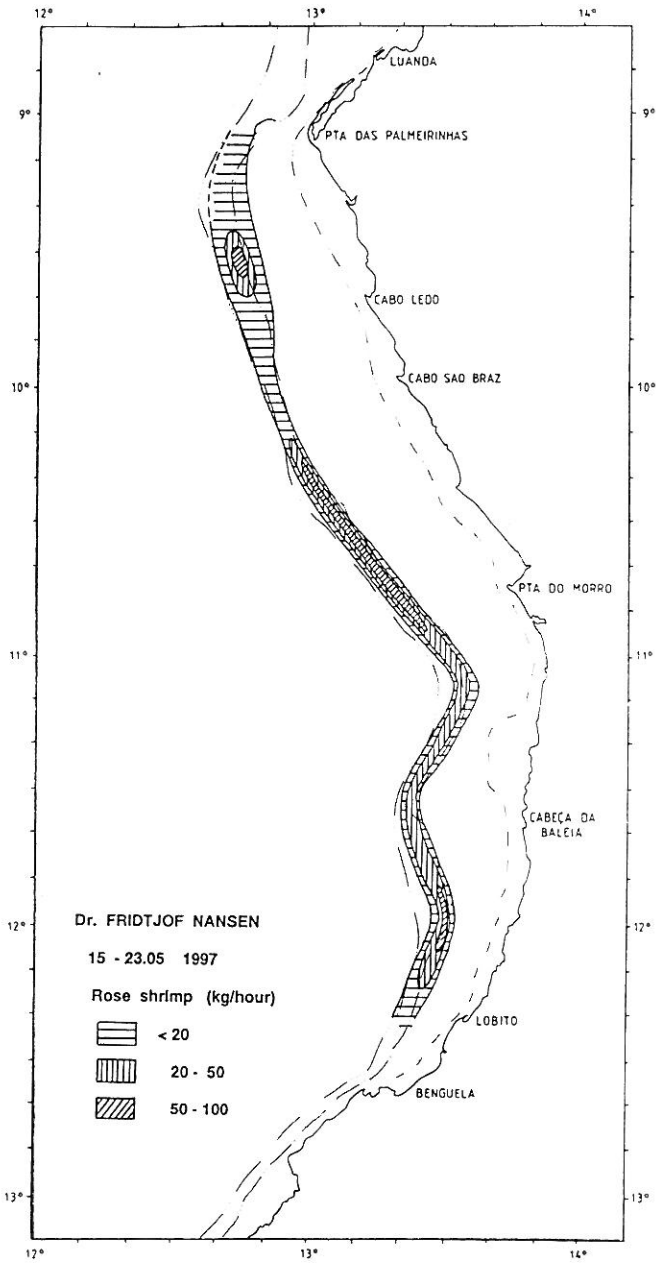 12°
13°
14°
LUANDA
9°
9°
PTA DAS PALMEIRINHAS
CABO LEDO
CABO SAO BRAZ
10°
10°
PTA DO MORRO
11°
11°
CABEÇA DA
BALEIA
Dr. FRIDTJOF NANSEN
12°
12°
15 - 23.05 1997
Rose shrimp (kg/hour)
< 20
LOBITO
20 - 50
BENGUELA
50 - 100
13°
13°
12°
13°
14°